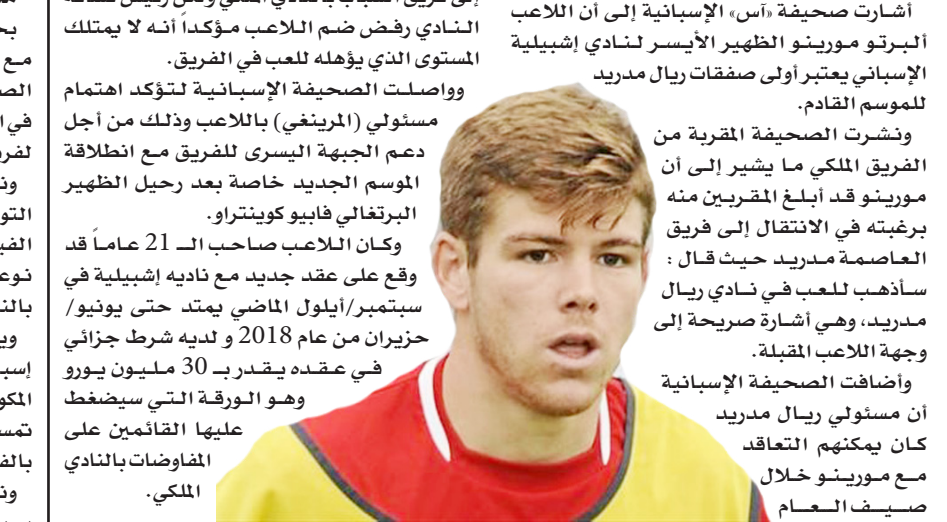 أشارت صحيفة «آس» الإسبانية إلى أن اللاعب
ألبرتو مورينو الظهير الأيسر لنادي إشبيلية
الإسباني يعتبر أولى صفقات ريال مدريد
للموسم القادم.
ونشرت الصحيفة المقربة من
الفريق الملكي ما يشير إلى أن
مورينو قد أبلغ المقربين منه
برغبته في الانتقال إلى فريق
العاصمة مدريد حيث قال :
سأذهب للعب في نادي ريال
مدريد، وهي أشارة صريحة إلى
وجهة اللاعب المقبلة.
وأضافت الصحيفة الإسبانية
أن مسئولي ريال مدريد
كان يمكنهم التعاقد
مع مورينو خلال
صيف العام
النادي رفض ضم اللاعب مؤكداً أنه لا يمتلك
المستوى الذي يؤهله للعب في الفريق.
وواصلت الصحيفة الإسبانية لتؤكد اهتمام
مسئولي (المرينغي) باللاعب وذلك من أجل
دعم الجبهة اليسرى للفريق مع انطلاقة
الموسم الجديد خاصة بعد رحيل الظهير
البرتغالي فابيو كوينتراو.
وكان اللاعب صاحب الـ 21 عاماً قد
وقع على عقد جديد مع ناديه إشبيلية في
سبتمبر/أيلول الماضي يمتد حتى يونيو/
حزيران من عام 2018 و لديه شرط جزائي
في عقده يقدر بـ 30 مليون يورو
وهو الورقة التي سيضغط
عليها القائمين على
المفاوضات بالنادي
الملكي.